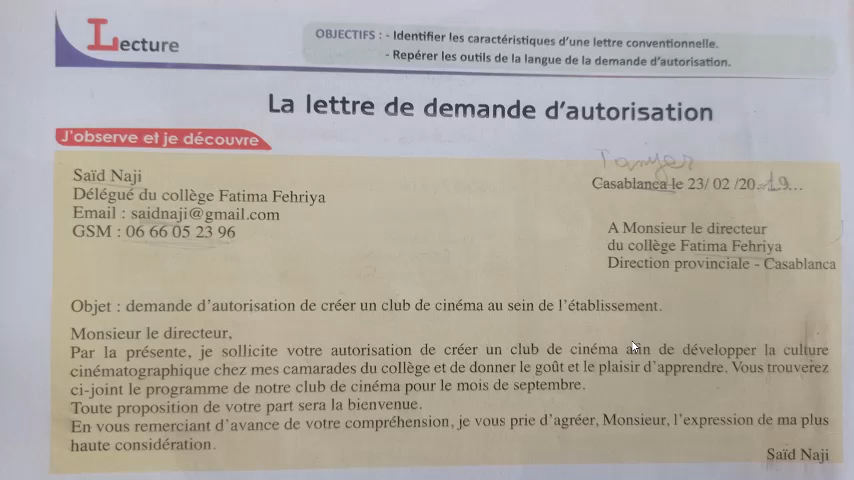 Lecture
OBJECTIFS : - Identifier les caractéristiques d'une lettre conventionnelle.
- Repérer les outils de la langue de la demande d'autorisation.
La lettre de demande d'autorisation
J'observe et je découvre
Tanger
Saïd Naji
Casablanca le 23/ 02 /20..19...
Délégué du collège Fatima Fehriya
Email : saidnaji@gmail.com
GSM : 06 66 05 23 96
A Monsieur le directeur
du collège Fatima Fehriya
Direction provinciale - Casablanca
Objet : demande d'autorisation de créer un club de cinéma au sein de l'établissement.
Monsieur le directeur,
Par la présente, je sollicite votre autorisation de créer un club de cinéma afin de développer la culture
cinématographique chez mes camarades du collège et de donner le goût et le plaisir d'apprendre. Vous trouverez
ci-joint le programme de notre club de cinéma pour le mois de septembre.
Toute proposition de votre part sera la bienvenue.
En vous remerciant d'avance de votre compréhension, je vous prie d'agréer, Monsieur, l'expression de ma plus
haute considération.
Saïd Naji